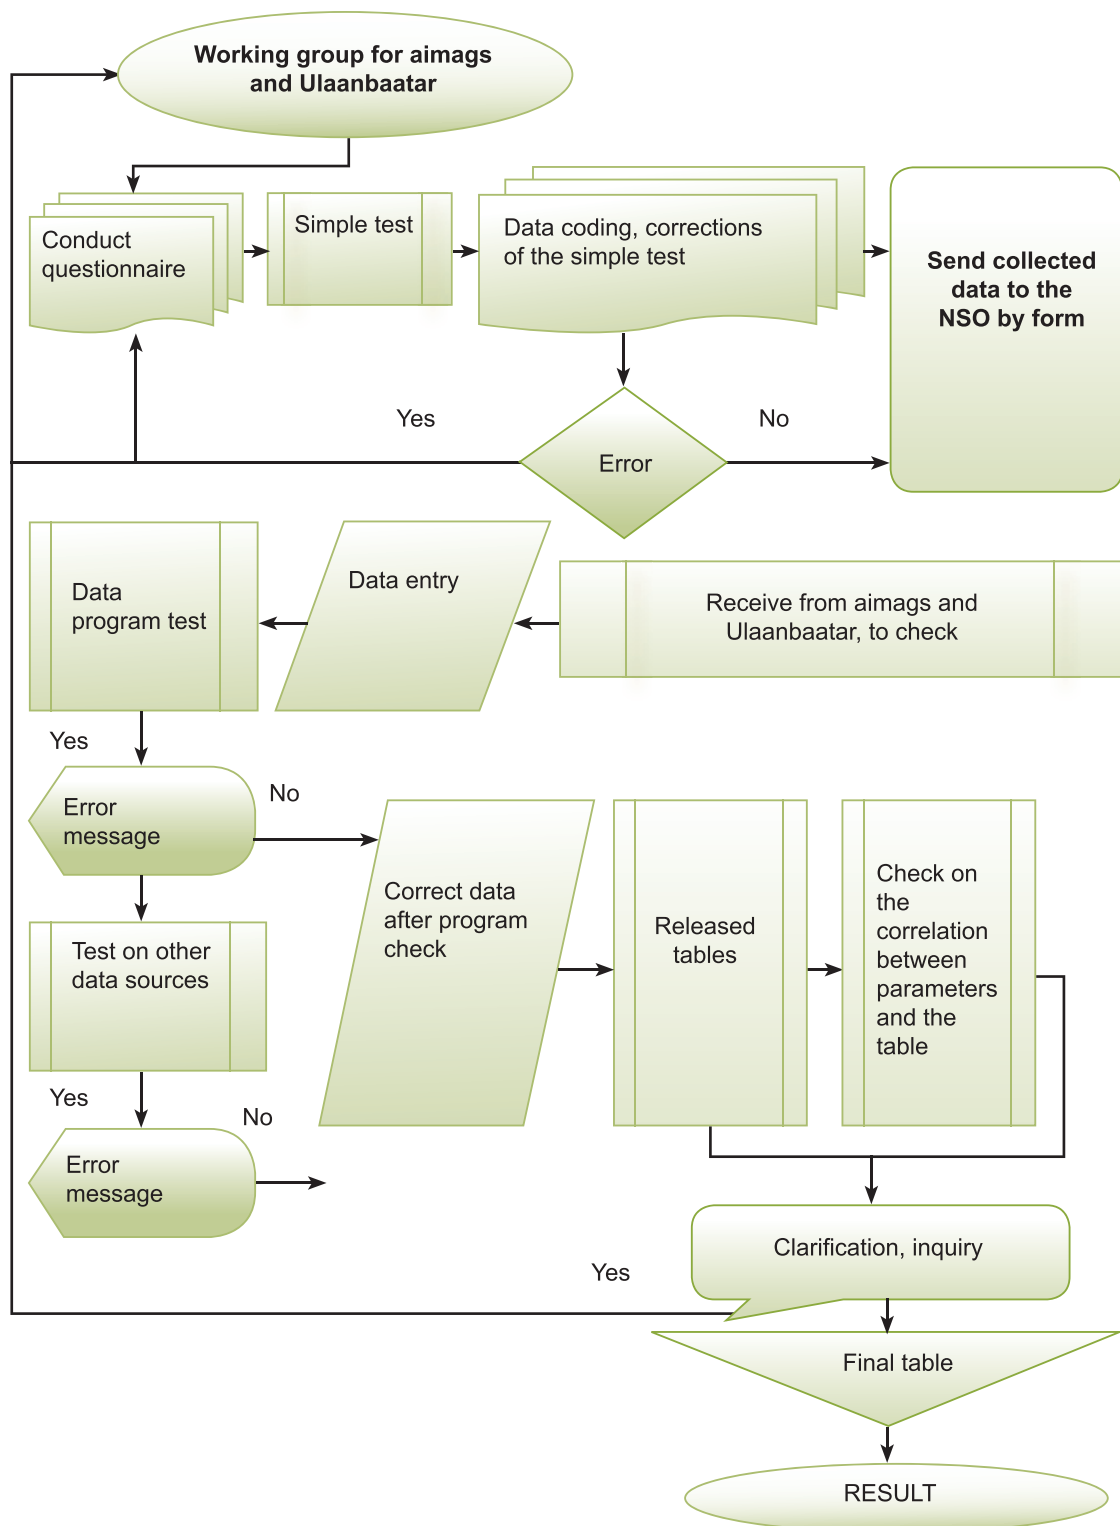 Working group for aimags
and Ulaanbaatar
Conduct
questionnaire
Simple test
Data coding, corrections
of the simple test
Send collected
data to the
NSO by form
Yes
No
Error
Data
program test
Data entry
Receive from aimags and
Ulaanbaatar, to check
Yes
Error
message
No
Correct data
after program
check
Released
tables
Check on
the
correlation
between
parameters
and the
table
Test on other
data sources
Yes
No
Error
message
Clarification, inquiry
Yes
Final table
RESULT